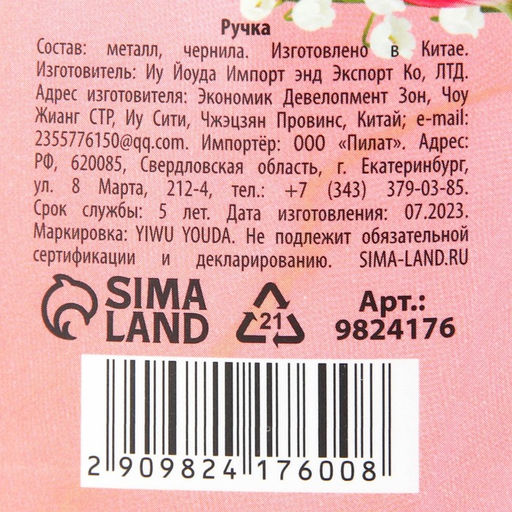 Ручка
Состав: металл, чернила. Изготовлено в Китае.
Изготовитель: Иу Йоуда Импорт энд Экспорт Ко, ЛТД.
Адрес изготовителя: Экономик Девелопмент Зон, Чоу
Жианг СТР, Иу Сити, Чжэцзян Провинс, Китай; e-mail:
2355776150@qq.com. Импортёр: ООО «Пилат». Адрес:
РФ, 620085, Свердловская область, г. Екатеринбург,
ул. 8 Марта, 212-4, тел.: +7 (343) 379-03-85.
Срок службы: 5 лет. Дата изготовления: 07.2023.
Маркировка: YIWU YOUDA. Не подлежит обязательной
сертификации и декларированию. SIMA-LAND.RU
SIMA
LAND
21
Арт.:
9824176
2 909824 176008